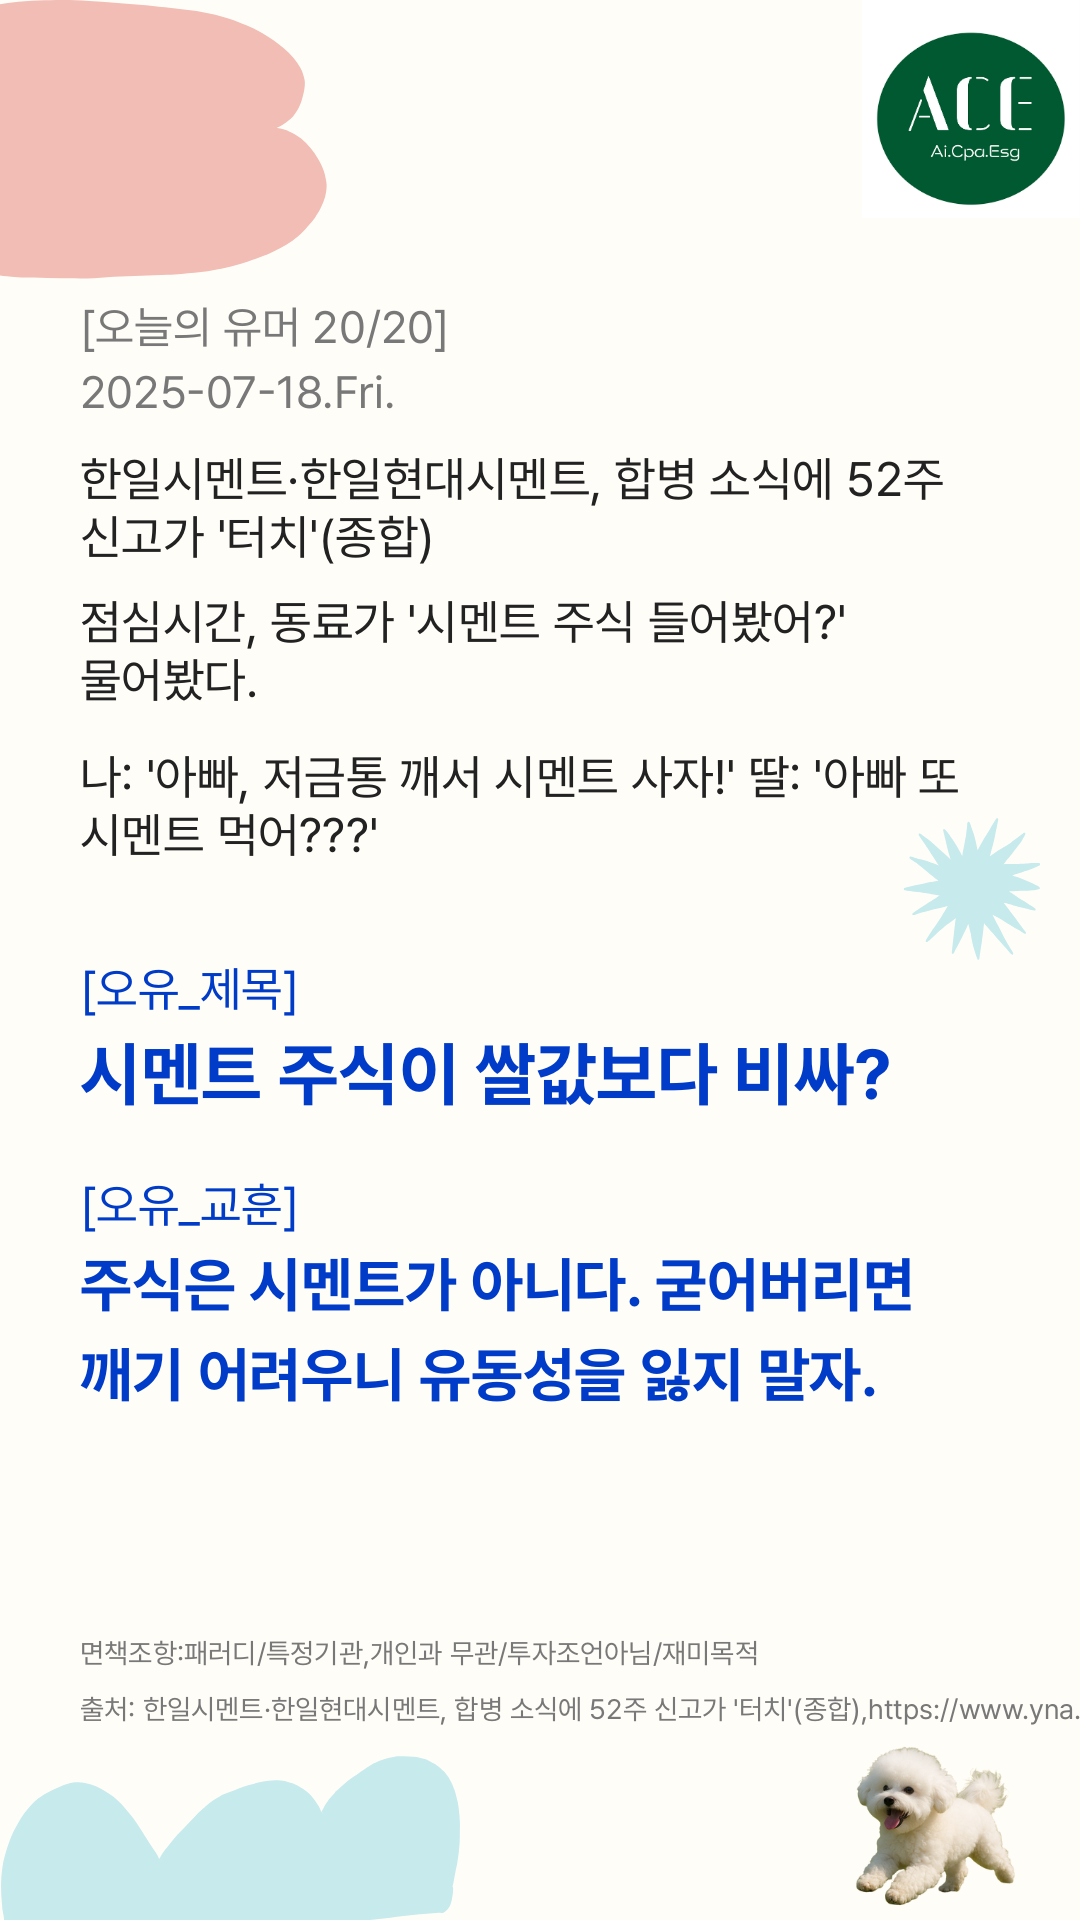 ACE
Ai.Cpa.Esg
[오늘의 유머 20/20]
2025-07-18.Fri.
한일시멘트·한일현대시멘트, 합병 소식에 52주
신고가 '터치'(종합)
점심시간, 동료가 '시멘트 주식 들어봤어?'
물어봤다.
나: '아빠, 저금통 깨서 시멘트 사자!' 딸: '아빠 또
시멘트 먹어???'
[오유_제목]
시멘트 주식이 쌀값보다 비싸?
[오유_교훈]
주식은 시멘트가 아니다. 굳어버리면
깨기 어려우니 유동성을 잃지 말자.
면책조항:패러디/특정기관,개인과 무관/투자조언아님/재미목적
출처: 한일시멘트·한일현대시멘트, 합병 소식에 52주 신고가 '터치'(종합),https://www.yna.